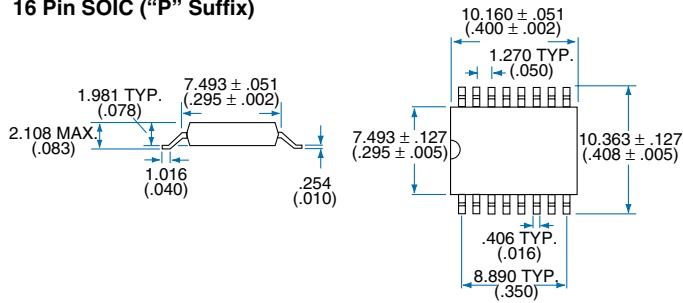 16 Pin SOIC (“P” Suffix)
10.160 ± .051
(.400 ± .002)
1.270 TYP.
(.050)
7.493 ± .051
(.295 ± .002)
1.981 TYP.
(.078)
2.108 MAX.
(.083)
1.016
(.040)
.254
(.010)
7.493 ± .127
(.295 ± .005)
10.363 ± .127
(.408 ± .005)
.406 TYP.
(.016)
8.890 TYP.
(.350)